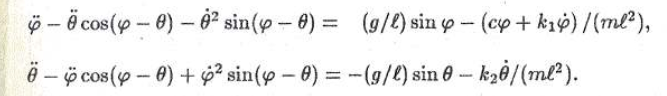 φ̈ − θ̈ cos(φ − θ) − θ̇² sin(φ − θ) = (g/ℓ) sin φ − (cφ + k₁φ̇) /(mℓ²),
θ̈ − φ̈ cos(φ − θ) + φ̇² sin(φ − θ) = −(g/ℓ) sin θ − k₂θ̇/(mℓ²).